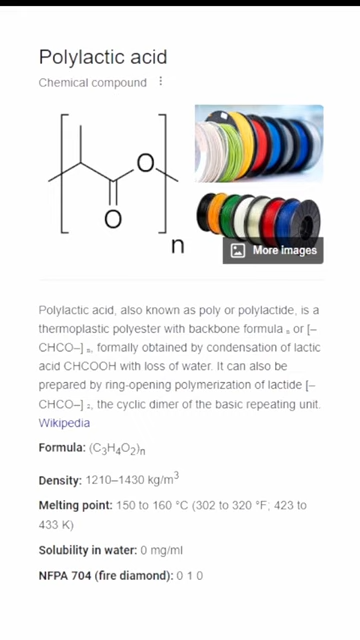 Polylactic acid
Chemical compound
O
O
n
More images
Polylactic acid, also known as poly or polylactide, is a
thermoplastic polyester with backbone formula ₙ or [–
CHCO–] ₙ, formally obtained by condensation of lactic
acid CHCOOH with loss of water. It can also be
prepared by ring-opening polymerization of lactide [–
CHCO–] ₂, the cyclic dimer of the basic repeating unit.
Wikipedia
Formula: (C₃H₄O₂)ₙ
Density: 1210–1430 kg/m³
Melting point: 150 to 160 °C (302 to 320 °F; 423 to
433 K)
Solubility in water: 0 mg/ml
NFPA 704 (fire diamond): 0 1 0